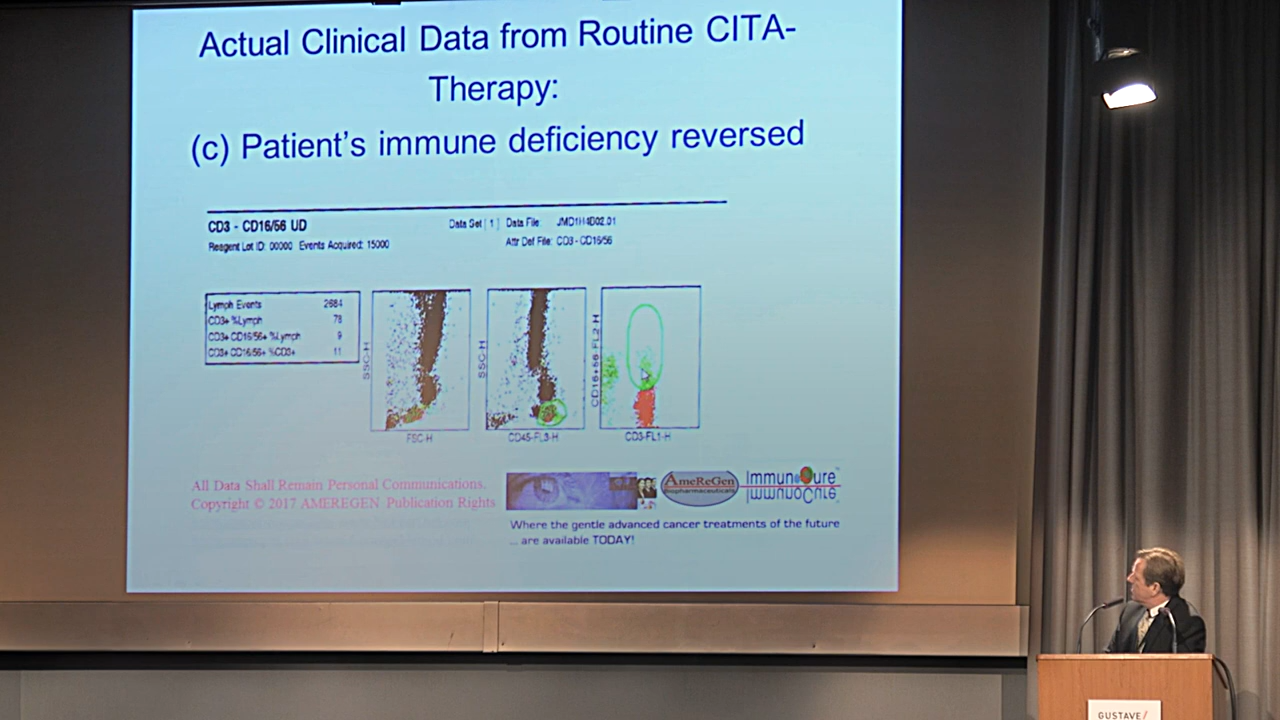 Actual Clinical Data from Routine CITA-
Therapy:
(c) Patient's immune deficiency reversed
CD3 - CD16/56 UD
Data Set [ 1 ] Data File: JMD1H4B02.01
Reagent Lot ID: 00000 Events Acquired: 15000
Attr Def File: CD3 - CD16/56
Lymph Events 2684
CD3+ %Lymph 78
CD3+ CD16/56+ %Lymph 9
CD3+ CD16/56+ %CD3+ 11
SSC-H
FSC-H
SSC-H
CD45-FL3-H
CD16+56-FL2-H
CD3-FL1-H
All Data Shall Remain Personal Communications.
Copyright © 2017 AMEREGEN Publication Rights
AmeReGen
Biopharmaceuticals
Immun Cure™
Where the gentle advanced cancer treatments of the future
... are available TODAY!
GUSTAVE/